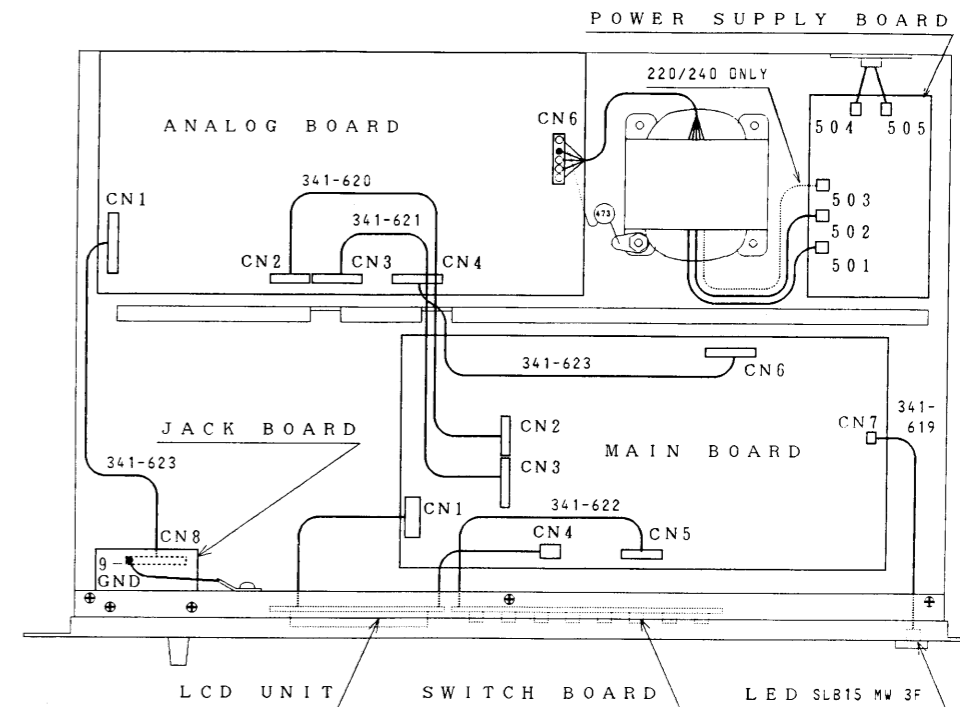 POWER SUPPLY BOARD
220/240 ONLY
504
505
ANALOG BOARD
CN6
341-620
CN1
503
341-621
473
502
CN2
CN3
CN4
501
341-623
CN6
341-619
JACK BOARD
CN2
CN7
MAIN BOARD
341-623
CN3
CN1
341-622
CN8
CN4
CN5
9-
GND
LCD UNIT
SWITCH BOARD
LED SLB15 MW 3F